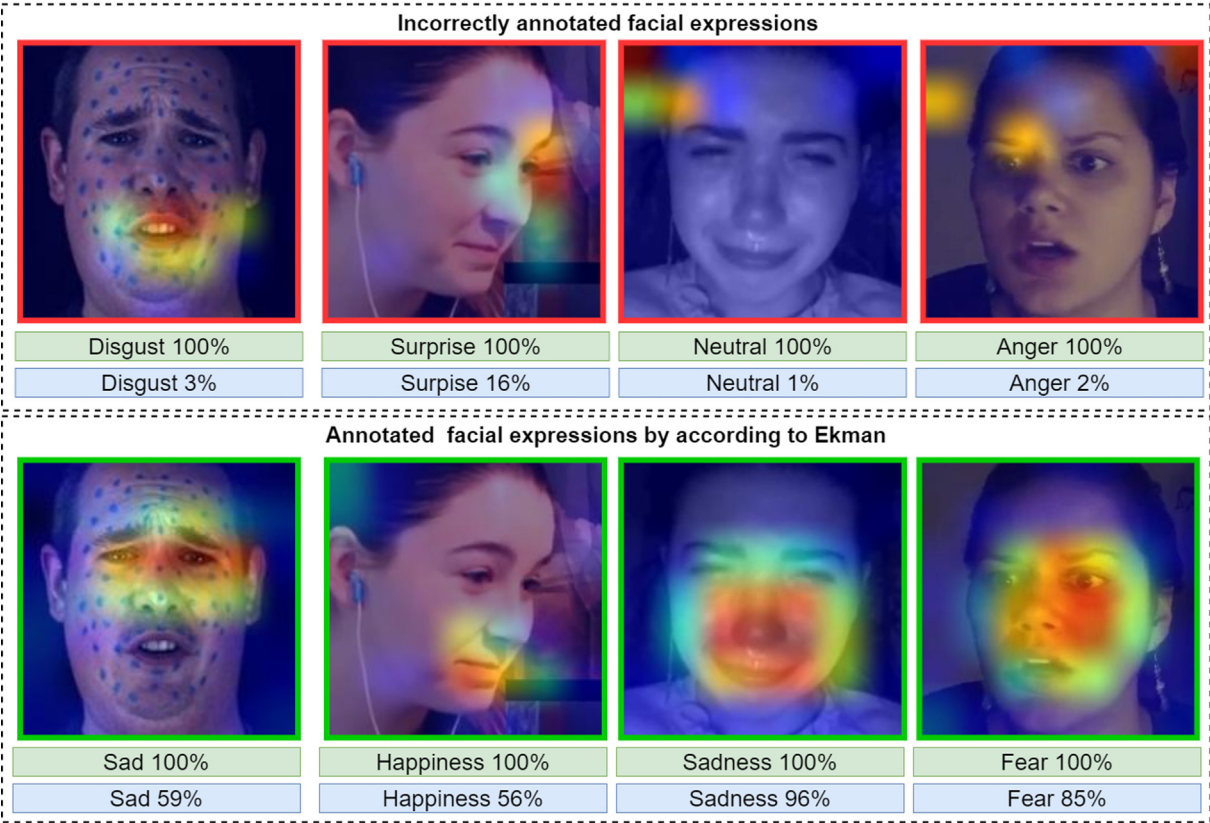 Incorrectly annotated facial expressions
Disgust 100% Surprise 100% Neutral 100% Anger 100%
Disgust 3% Surpise 16% Neutral 1% Anger 2%
Annotated facial expressions by according to Ekman
Sad 100% Happiness 100% Sadness 100% Fear 100%
Sad 59% Happiness 56% Sadness 96% Fear 85%